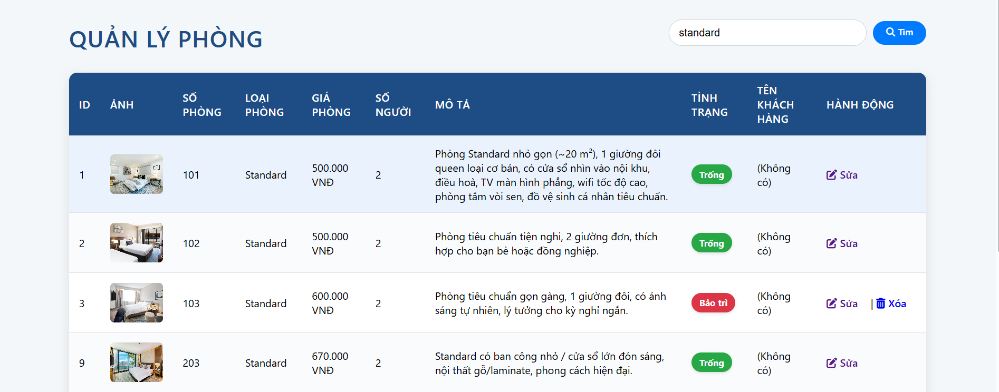 QUẢN LÝ PHÒNG
standard
Tìm
ID
ẢNH
SỐ
PHÒNG
LOẠI
PHÒNG
GIÁ
PHÒNG
SỐ
NGƯỜI
MÔ TẢ
TÌNH
TRẠNG
TÊN
KHÁCH
HÀNG
HÀNH ĐỘNG
1
101
Standard
500.000
VNĐ
2
Phòng Standard nhỏ gọn (~20 m²), 1 giường đôi
queen loại cơ bản, có cửa sổ nhìn vào nội khu,
điều hoà, TV màn hình phẳng, wifi tốc độ cao,
phòng tắm vòi sen, đồ vệ sinh cá nhân tiêu chuẩn.
Trống
(Không
có)
Sửa
2
102
Standard
500.000
VNĐ
2
Phòng tiêu chuẩn tiện nghi, 2 giường đơn, thích
hợp cho bạn bè hoặc đồng nghiệp.
Trống
(Không
có)
Sửa
3
103
Standard
600.000
VNĐ
2
Phòng tiêu chuẩn gọn gàng, 1 giường đôi, có ánh
sáng tự nhiên, lý tưởng cho kỳ nghỉ ngắn.
Bảo trì
(Không
có)
Sửa | Xóa
9
203
Standard
670.000
VNĐ
2
Standard có ban công nhỏ / cửa sổ lớn đón sáng,
nội thất gỗ/laminate, phong cách hiện đại.
Trống
(Không
có)
Sửa